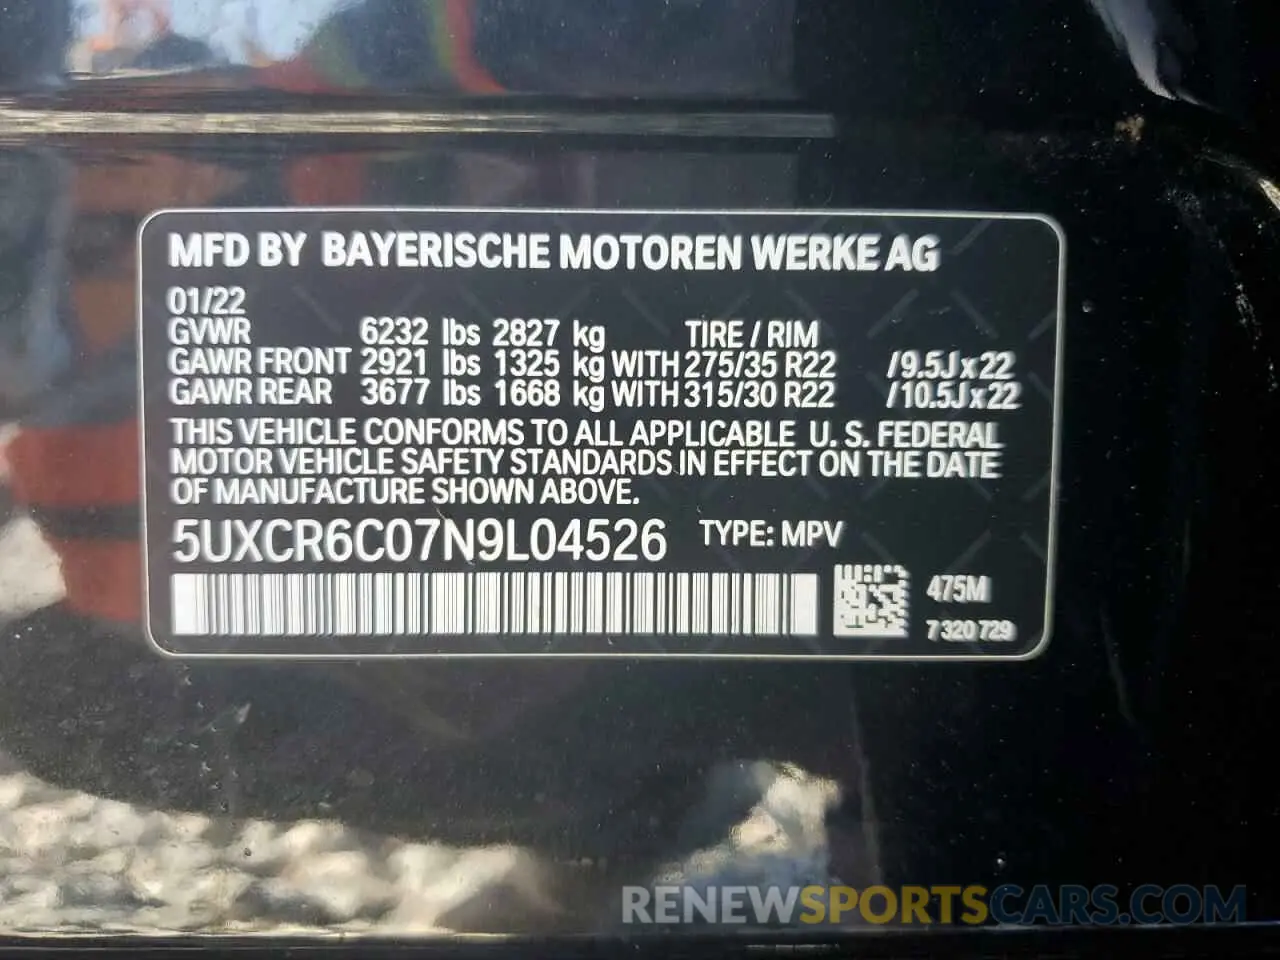 MFD BY BAYERISCHE MOTOREN WERKE AG
01/22
GVWR 6232 lbs 2827 kg TIRE / RIM
GAWR FRONT 2921 lbs 1325 kg WITH 275/35 R22 /9.5J x 22
GAWR REAR 3677 lbs 1668 kg WITH 315/30 R22 /10.5J x 22
THIS VEHICLE CONFORMS TO ALL APPLICABLE U. S. FEDERAL
MOTOR VEHICLE SAFETY STANDARDS IN EFFECT ON THE DATE
OF MANUFACTURE SHOWN ABOVE.
5UXCR6C07N9L04526 TYPE: MPV
475M
7 320 729
RENEWSPORTSCARS.COM